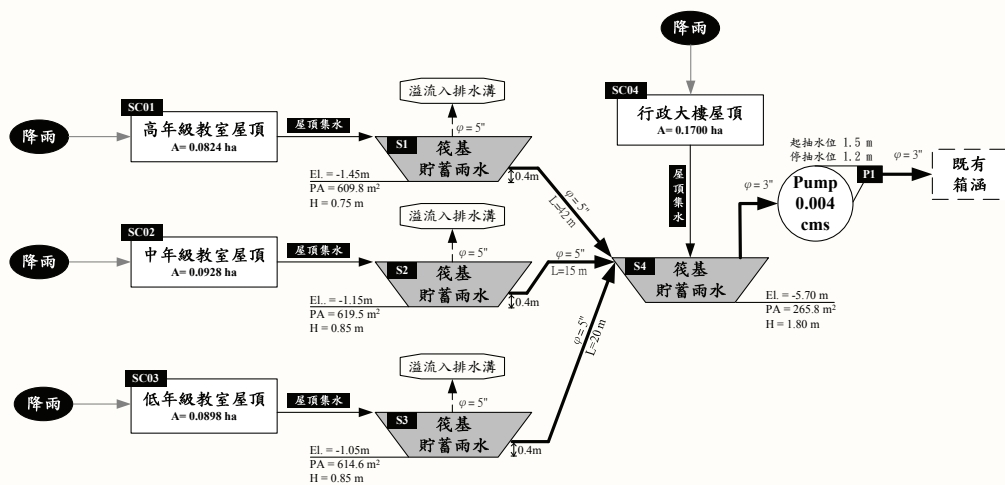 降雨
SC04
行政大樓屋頂
A= 0.1700 ha
屋頂集水
溢流入排水溝
φ = 5"
SC01
降雨
高年級教室屋頂
A= 0.0824 ha
屋頂集水
S1
筏基
貯蓄雨水
El. = -1.45m
PA = 609.8 m²
H = 0.75 m
0.4m
φ = 5"
L=42 m
溢流入排水溝
φ = 5"
SC02
降雨
中年級教室屋頂
A= 0.0928 ha
屋頂集水
S2
筏基
貯蓄雨水
El.. = -1.15m
PA = 619.5 m²
H = 0.85 m
0.4m
φ = 5"
L=15 m
溢流入排水溝
φ = 5"
SC03
降雨
低年級教室屋頂
A= 0.0898 ha
屋頂集水
S3
筏基
貯蓄雨水
El. = -1.05m
PA = 614.6 m²
H = 0.85 m
0.4m
φ = 5"
L=20 m
S4
筏基
貯蓄雨水
El. = -5.70 m
PA = 265.8 m²
H = 1.80 m
φ = 3"
起抽水位 1.5 m
停抽水位 1.2 m
Pump
0.004
cms
P1
φ = 3"
既有
箱涵